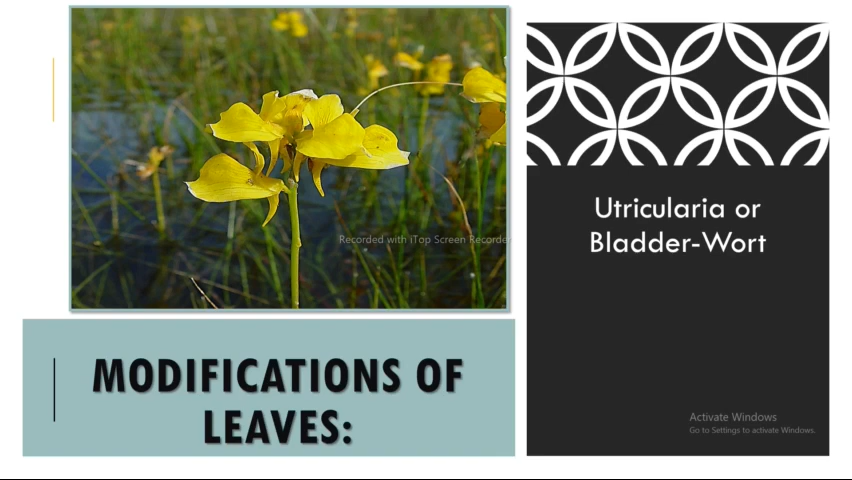 Recorded with iTop Screen Recorde
MODIFICATIONS OF
LEAVES:
Utricularia or
Bladder-Wort
Activate Windows
Go to Settings to activate Windows.